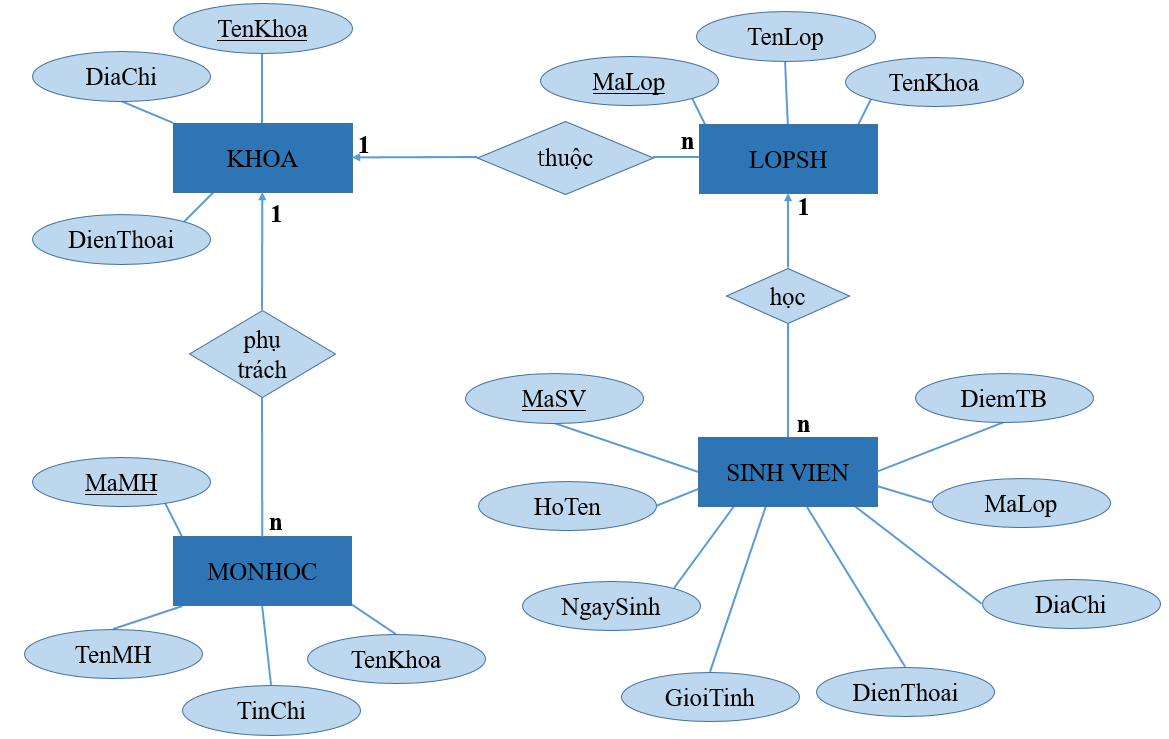 TenKhoa
TenLop
DiaChi
MaLop
TenKhoa
KHOA
1
thuộc
n
LOPSH
DienThoai
1
1
học
phụ
trách
MaSV
DiemTB
n
SINH VIEN
MaMH
HoTen
MaLop
n
MONHOC
NgaySinh
DiaChi
TenMH
TenKhoa
TinChi
GioiTinh
DienThoai